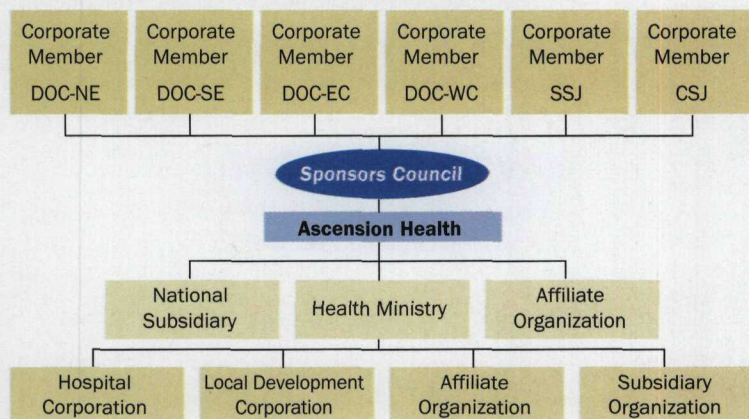 Corporate
Member
DOC-NE
Corporate
Member
DOC-SE
Corporate
Member
DOC-EC
Corporate
Member
DOC-WC
Corporate
Member
SSJ
Corporate
Member
CSJ
Sponsors Council
Ascension Health
National
Subsidiary
Health Ministry
Affiliate
Organization
Hospital
Corporation
Local Development
Corporation
Affiliate
Organization
Subsidiary
Organization